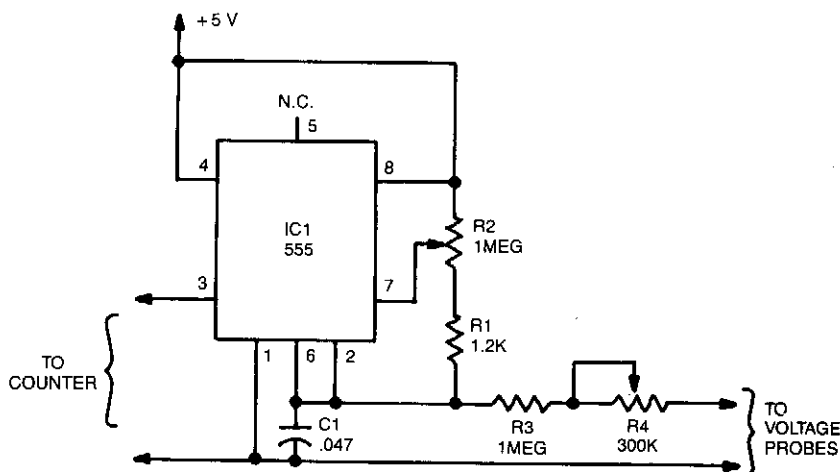 +5 V
N.C.
5
4
8
IC1
555
R2
1MEG
3
7
R1
1.2K
1
6
2
TO
COUNTER
C1
.047
R3
1MEG
R4
300K
TO
VOLTAGE
PROBES